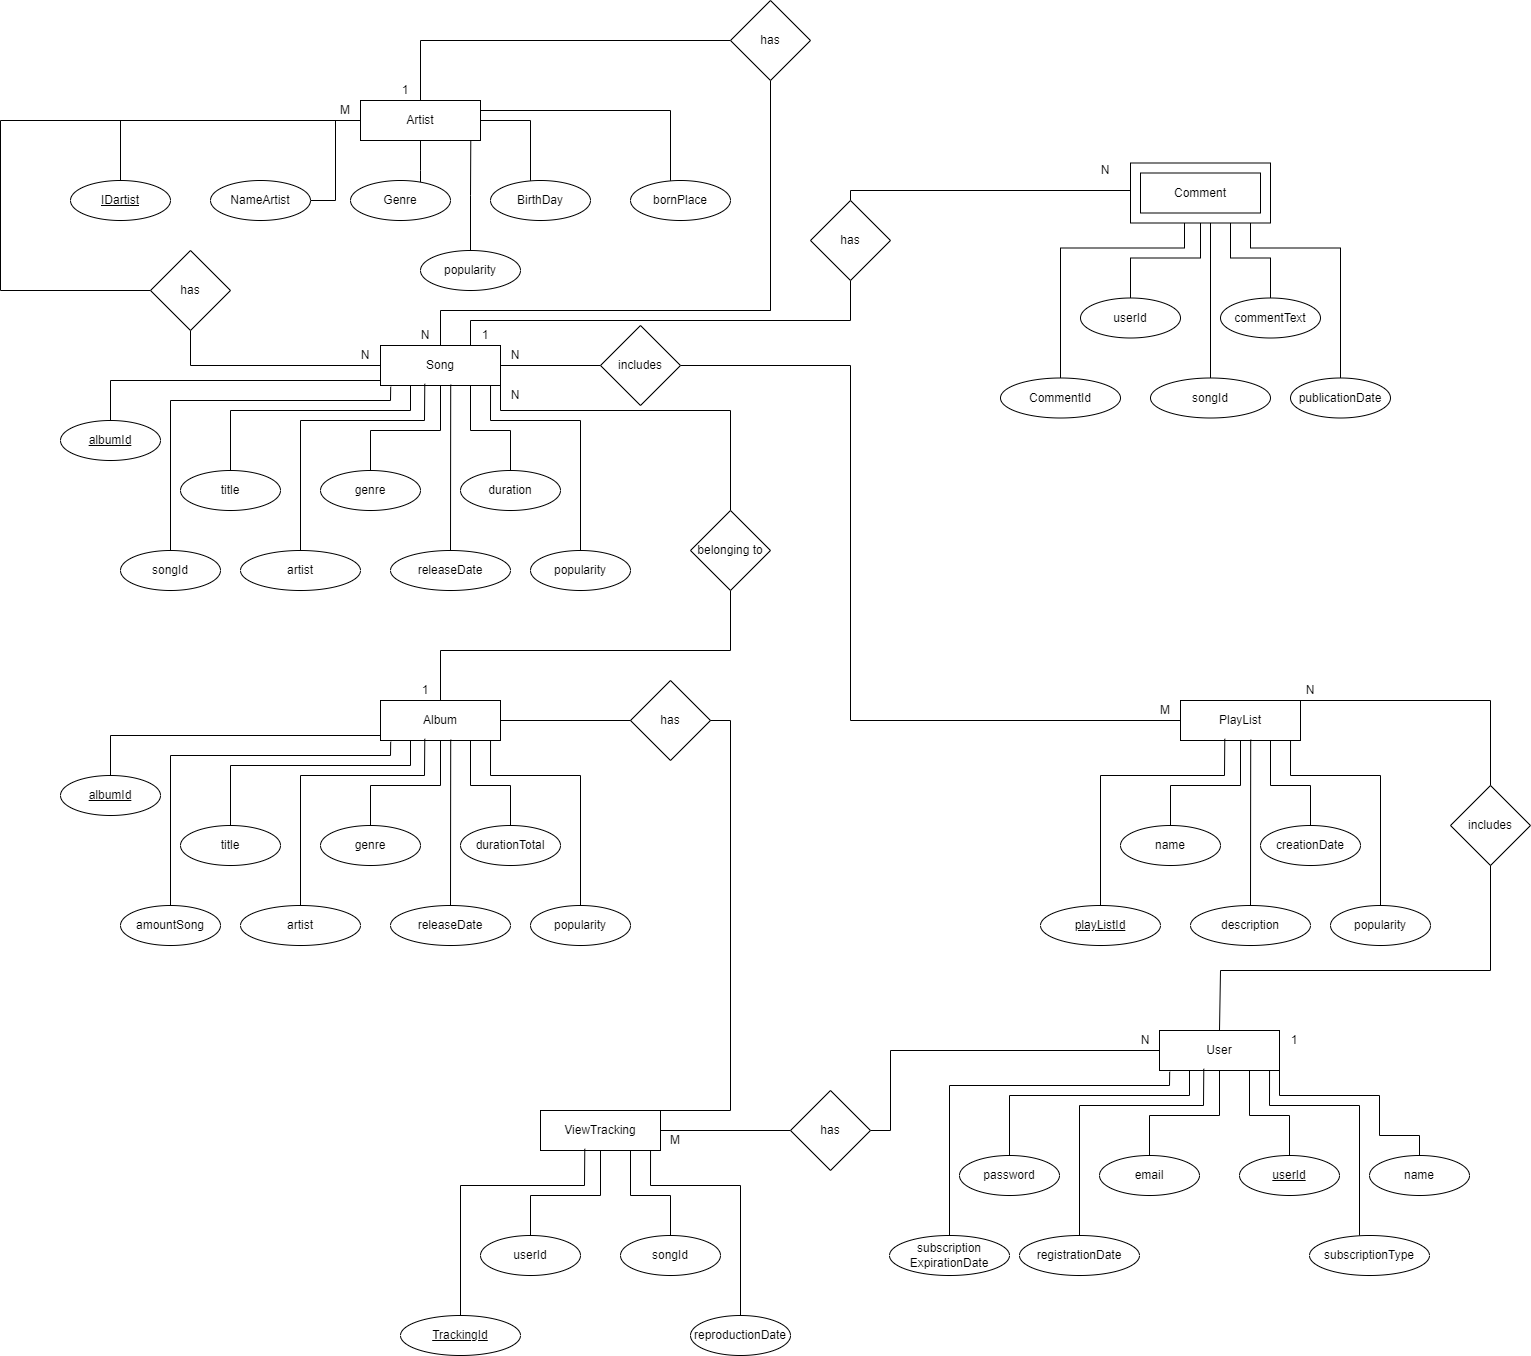 has
1
M
Artist
IDartist
NameArtist
Genre
BirthDay
bornPlace
popularity
N
Comment
has
userId
commentText
CommentId
songId
publicationDate
has
N
1
N
Song
N
includes
N
albumId
title
genre
duration
songId
artist
releaseDate
popularity
belonging to
1
Album
has
albumId
title
genre
durationTotal
amountSong
artist
releaseDate
popularity
M
PlayList
N
includes
name
creationDate
playListId
description
popularity
N
User
1
ViewTracking
M
has
password
email
userId
name
subscription
ExpirationDate
registrationDate
subscriptionType
userId
songId
TrackingId
reproductionDate